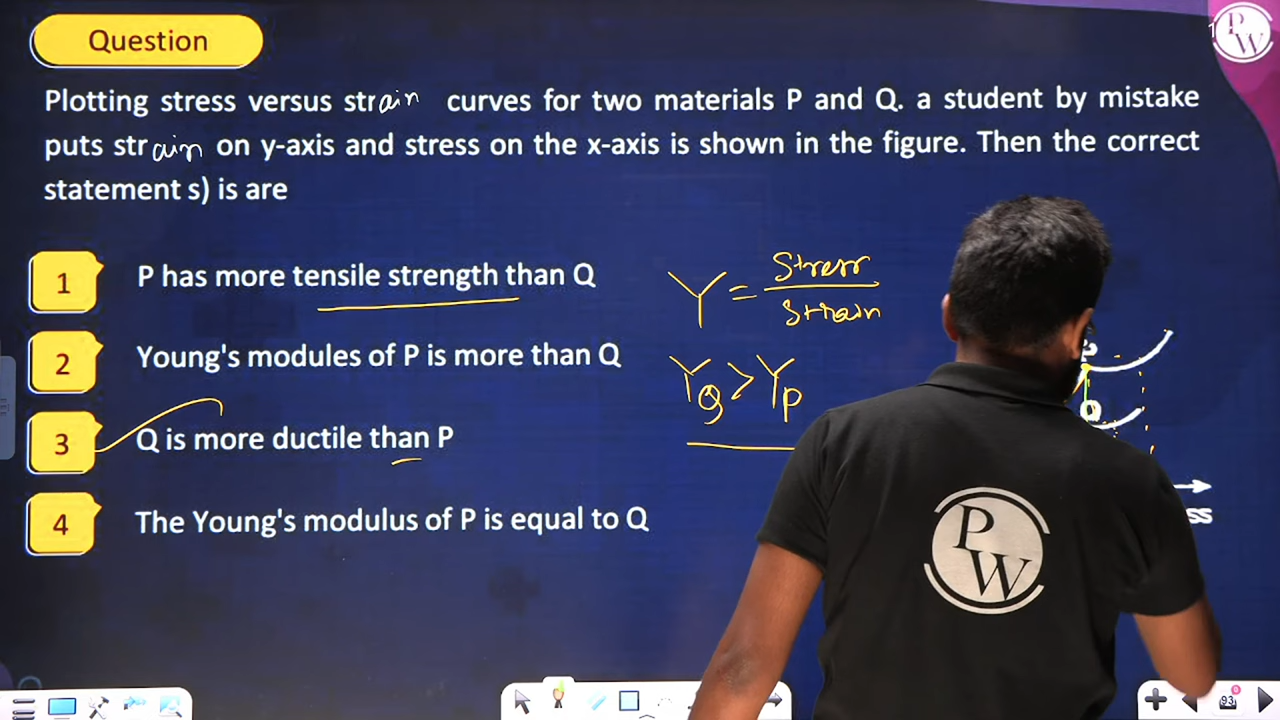 Question
Plotting stress versus strain curves for two materials P and Q. a student by mistake
puts strain on y-axis and stress on the x-axis is shown in the figure. Then the correct
statement s) is are
1 P has more tensile strength than Q
2 Young's modules of P is more than Q
3 Q is more ductile than P
4 The Young's modulus of P is equal to Q
Y = Stress
Strain
Y_Q > Y_P
Q
ss
PW
PW
93